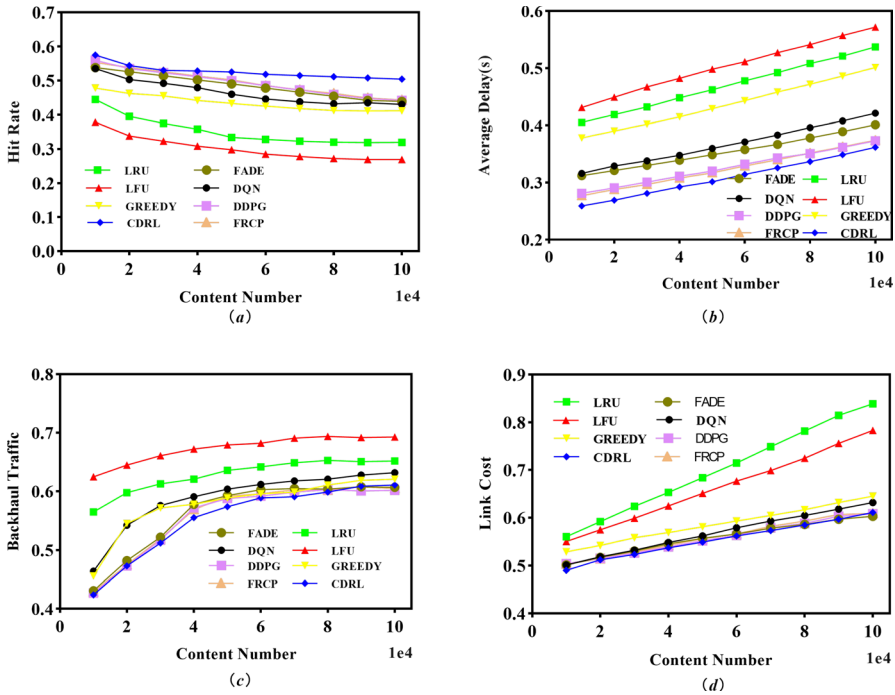 0.7
0.6
0.5
0.4
0.3
0.2
0.1
0.0
Hit Rate
LRU FADE
LFU DQN
GREEDY DDPG
CDRL FRCP
0 2 4 6 8 10
Content Number 1e4
(a)
0.6
0.5
0.4
0.3
0.2
Average Delay(s)
FADE LRU
DQN LFU
DDPG GREEDY
FRCP CDRL
0 2 4 6 8 10
Content Number 1e4
(b)
0.8
0.7
0.6
0.5
0.4
Backhaul Traffic
FADE LRU
DQN LFU
DDPG GREEDY
FRCP CDRL
0 2 4 6 8 10
Content Number 1e4
(c)
0.9
0.8
0.7
0.6
0.5
0.4
Link Cost
LRU FADE
LFU DQN
GREEDY DDPG
CDRL FRCP
0 2 4 6 8 10
Content Number 1e4
(d)